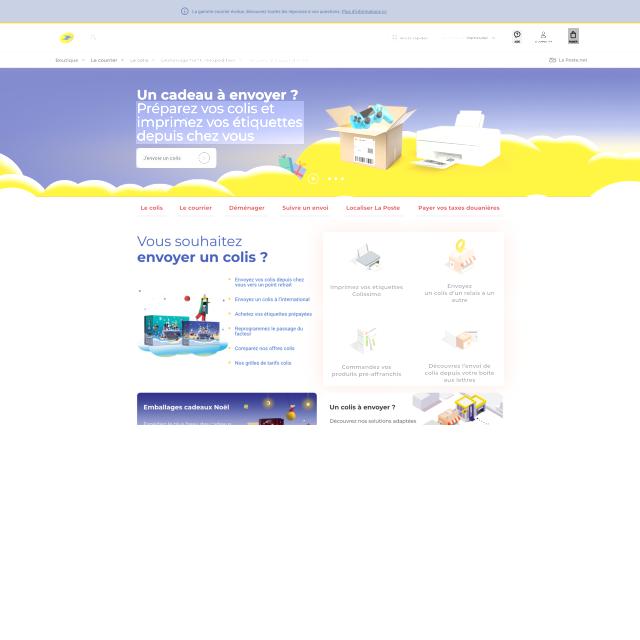 La gamme courrier évolue, découvrez toutes les réponses à vos questions. Plus d'informations ici
Boutique
Le courrier
Le colis
La Poste.net
Un cadeau à envoyer ?
Préparez vos colis et
imprimez vos étiquettes
depuis chez vous
J'envoie un colis
Le colis
Le courrier
Déménager
Suivre un envoi
Localiser La Poste
Payer vos taxes douanières
Vous souhaitez
envoyer un colis ?
Envoyez vos colis depuis chez
vous vers un point retrait
Envoyez un colis à l'international
Achetez vos étiquettes prépayées
Reprogrammez le passage du
facteur
Comparez nos offres colis
Nos grilles de tarifs colis
Imprimez vos étiquettes
Colissimo
Envoyez
un colis d'un relais à un
autre
Commandez vos
produits pré-affranchis
Découvrez l'envoi de
colis depuis votre boîte
aux lettres
Emballages cadeaux Noël
Un colis à envoyer ?
Découvrez nos solutions adaptées